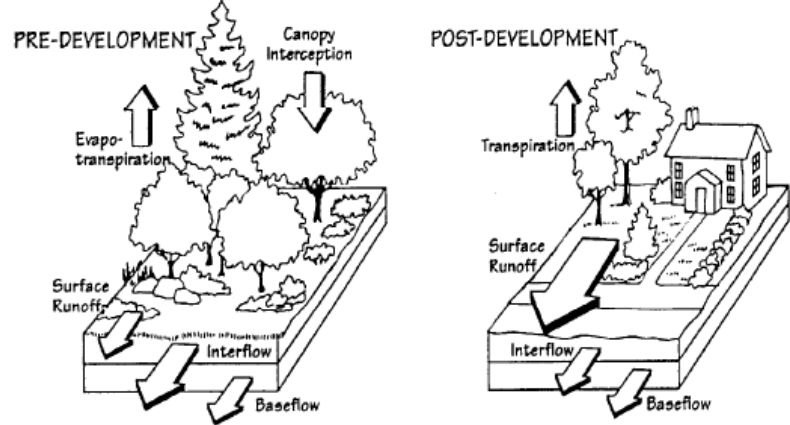 PRE-DEVELOPMENT
Canopy
Interception
Evapo-
transpiration
Surface
Runoff
Interflow
Baseflow
POST-DEVELOPMENT
Transpiration
Surface
Runoff
Interflow
Baseflow